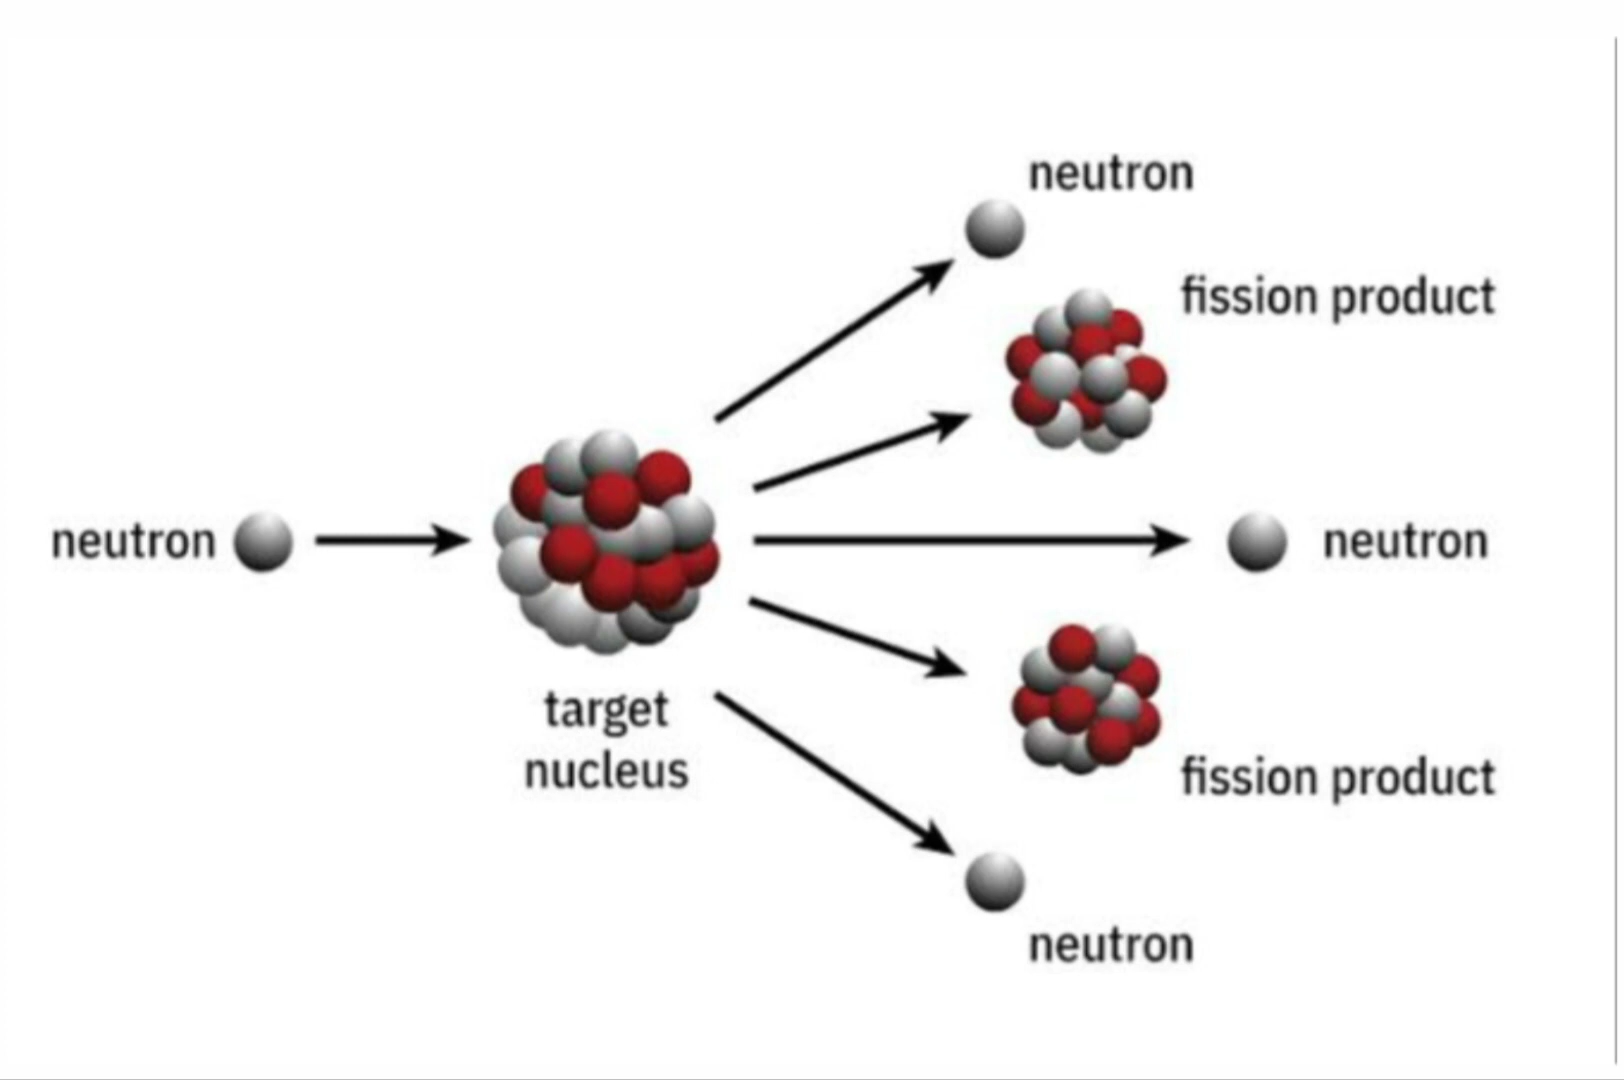 neutron
fission product
neutron
neutron
target
nucleus
fission product
neutron